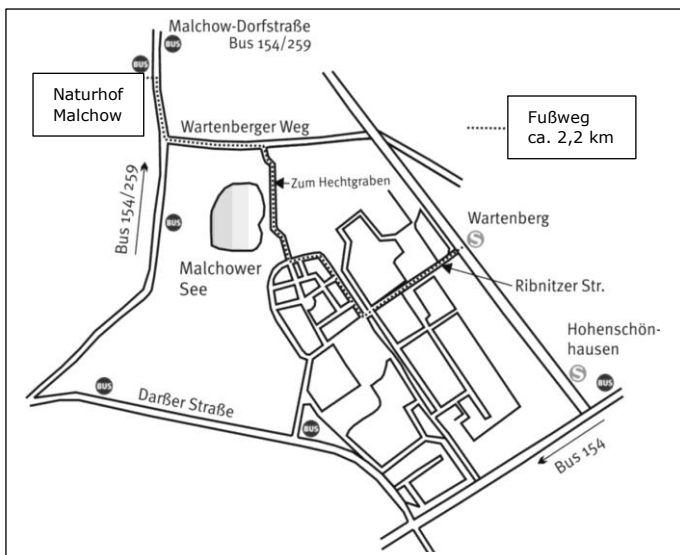 Malchow-Dorfstraße
Bus 154/259
BUS
BUS
Naturhof
Malchow
Wartenberger Weg
Fußweg
ca. 2,2 km
Zum Hechtgraben
Bus 154/259
BUS
Wartenberg
S
Malchower
See
Ribnitzer Str.
Hohenschön-
hausen
S
BUS
BUS
Darßer Straße
BUS
Bus 154